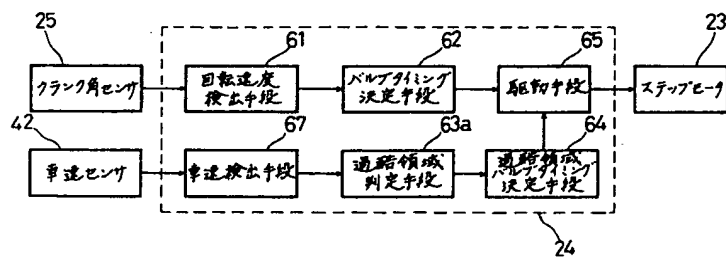 25
61
62
65
23
クランク角センサ
回転速度
検出手段
バルブタイミング
決定手段
駆動手段
ステップモータ
42
67
63a
64
車速センサ
車速検出手段
過酷領域
判定手段
過酷領域
バルブタイミング
決定手段
24